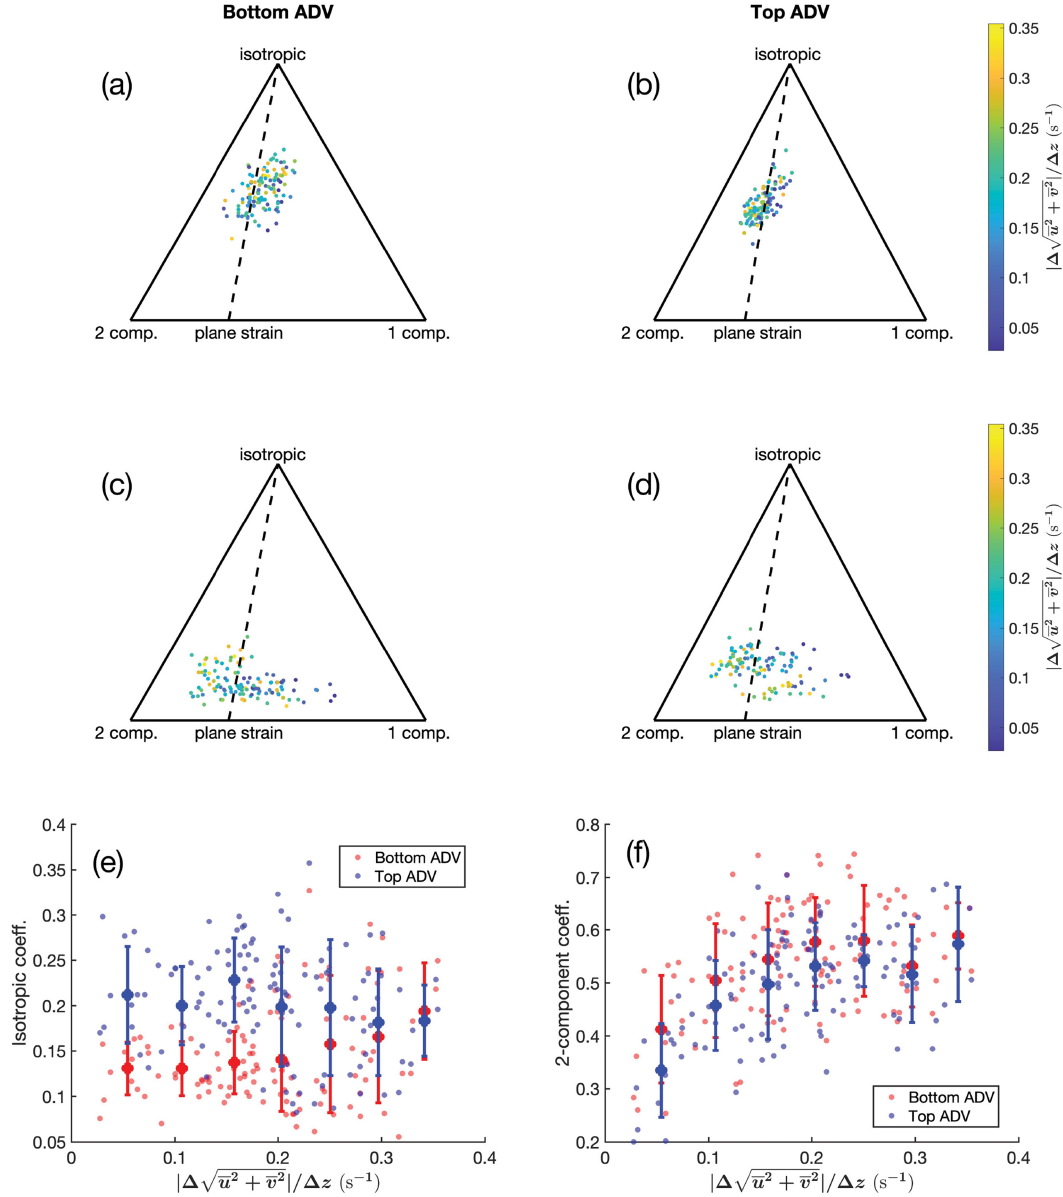 Bottom ADV
Top ADV
(a)
isotropic
2 comp.
plane strain
1 comp.
(b)
isotropic
2 comp.
plane strain
1 comp.
0.35
0.3
0.25
0.2
0.15
0.1
0.05
|Δ√(u̅² + v̅²)|/Δz (s⁻¹)
(c)
isotropic
2 comp.
plane strain
1 comp.
(d)
isotropic
2 comp.
plane strain
1 comp.
0.35
0.3
0.25
0.2
0.15
0.1
0.05
|Δ√(u̅² + v̅²)|/Δz (s⁻¹)
(e)
Bottom ADV
Top ADV
Isotropic coeff.
0.4
0.35
0.3
0.25
0.2
0.15
0.1
0.05
0
0.1
0.2
0.3
0.4
|Δ√(u̅² + v̅²)|/Δz (s⁻¹)
(f)
2-component coeff.
0.8
0.7
0.6
0.5
0.4
0.3
0.2
Bottom ADV
Top ADV
0
0.1
0.2
0.3
0.4
|Δ√(u̅² + v̅²)|/Δz (s⁻¹)